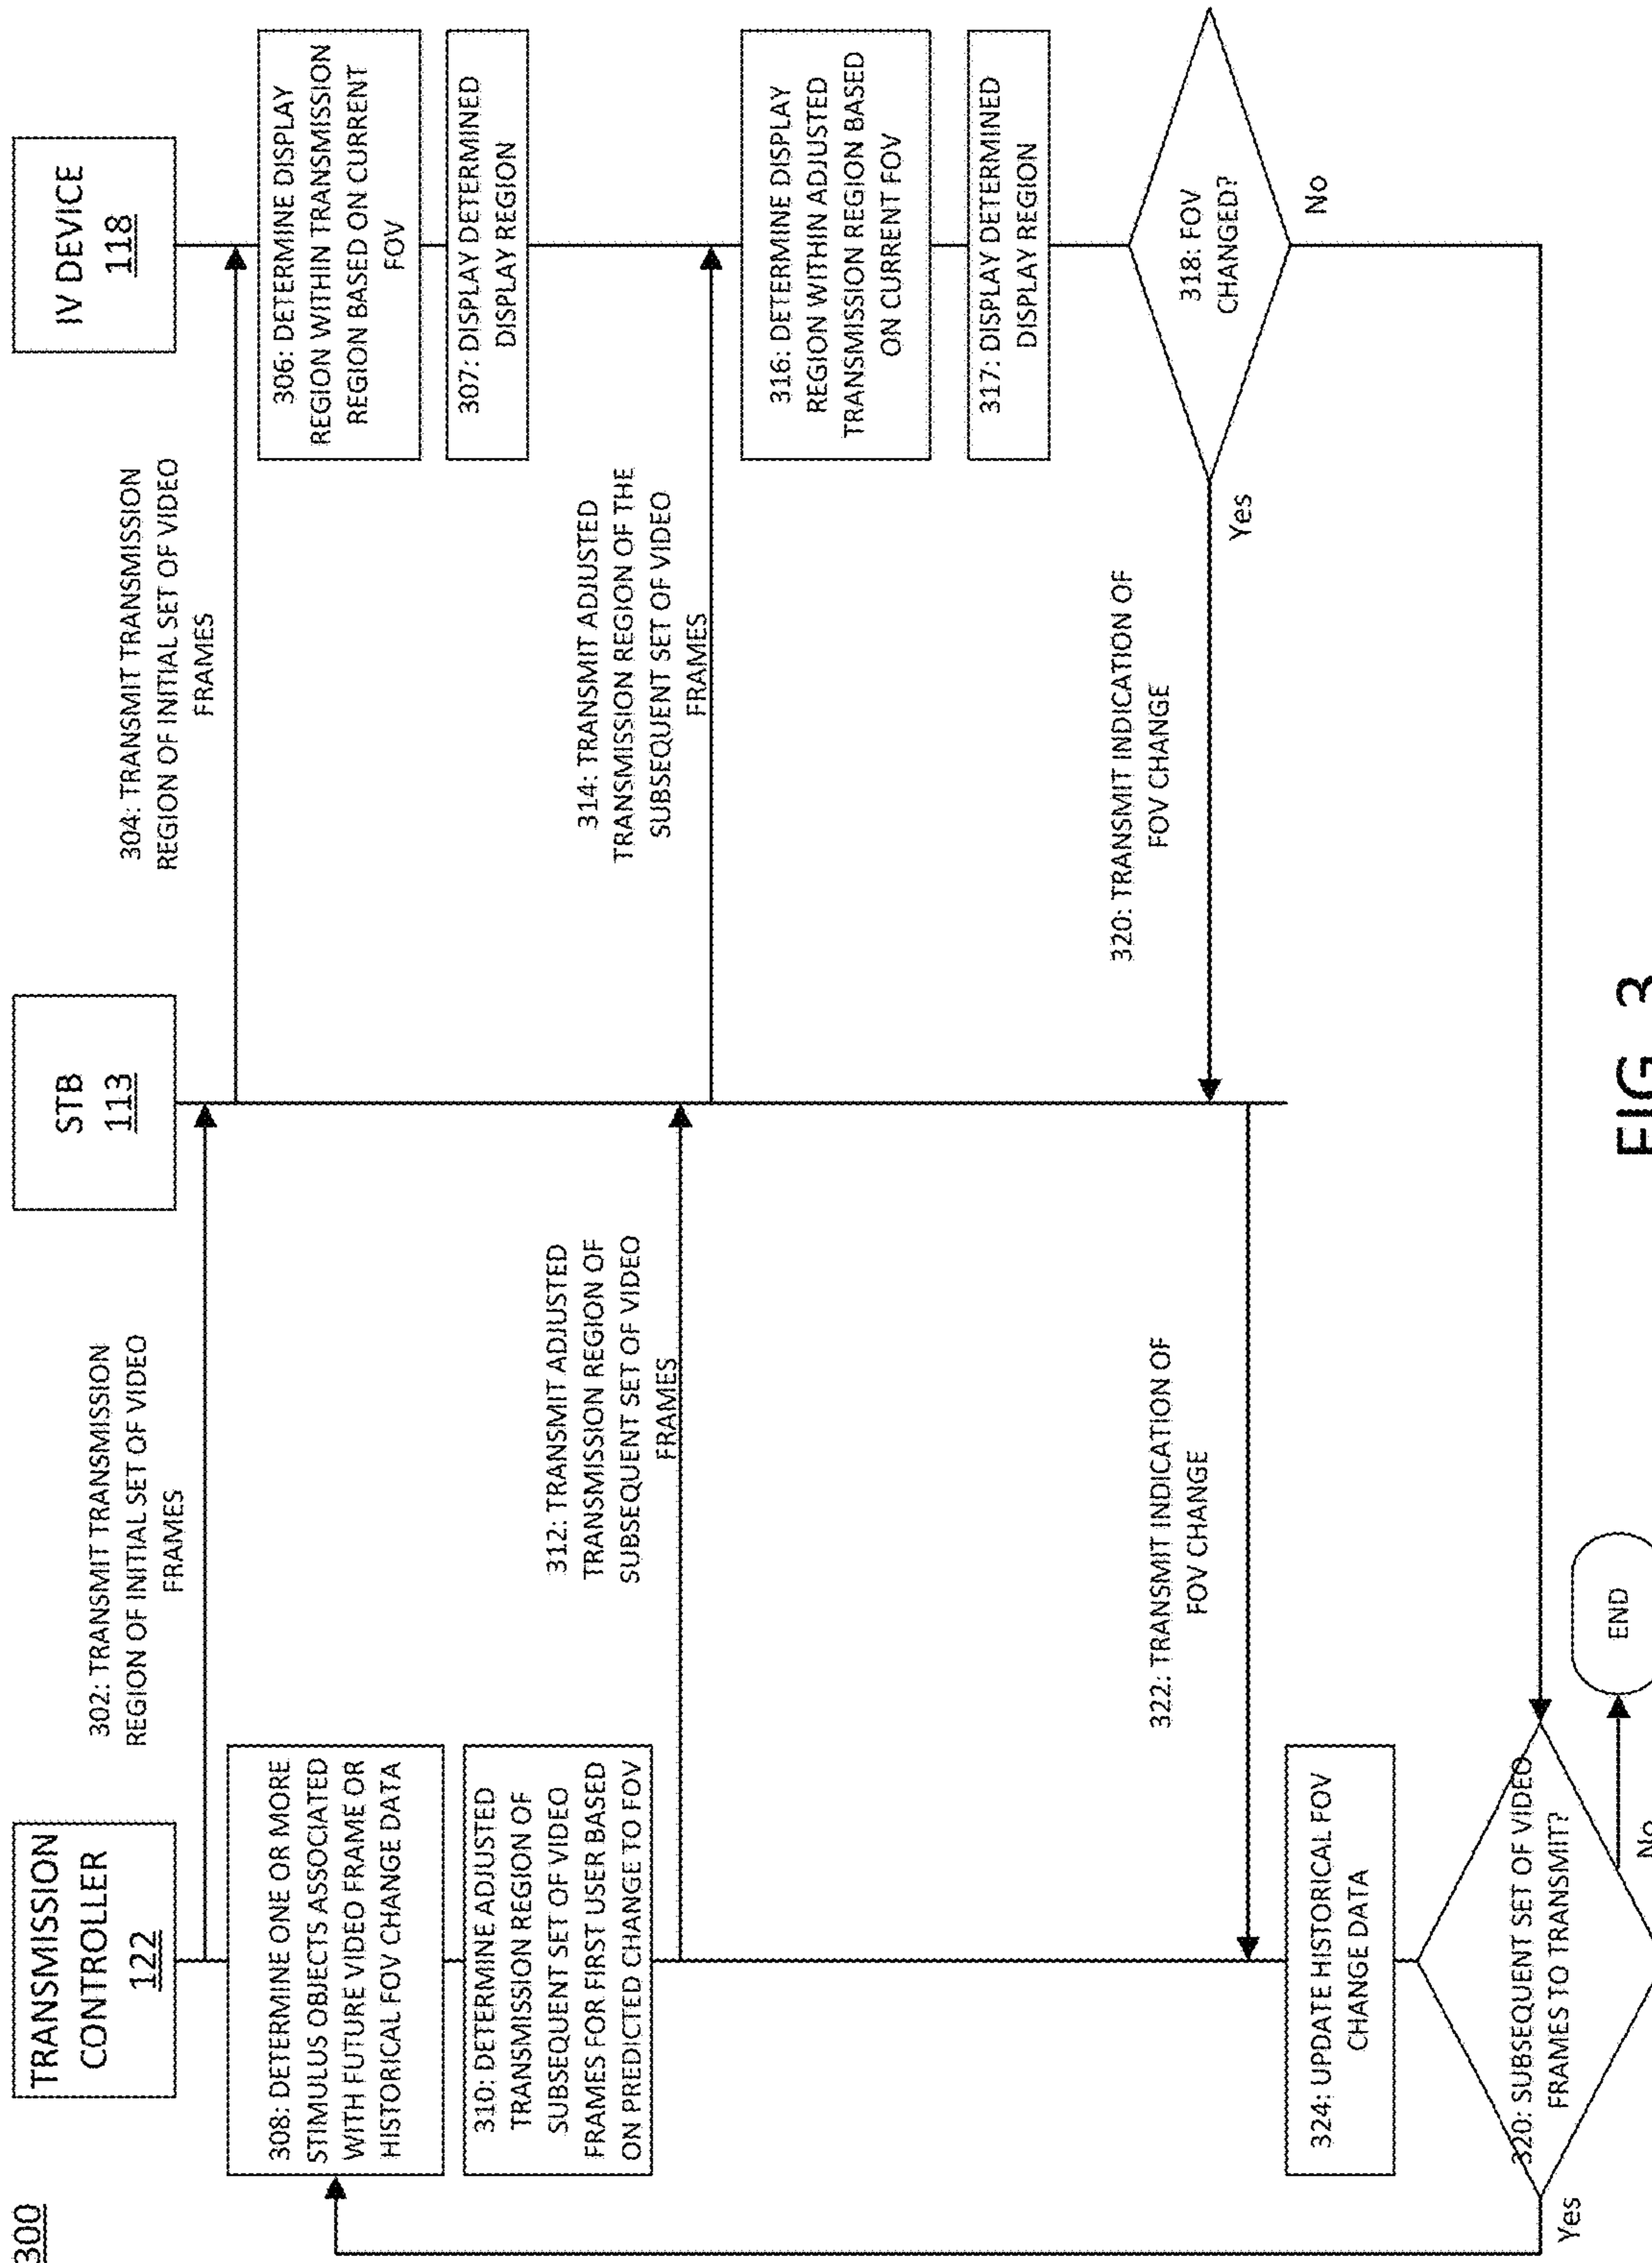 300
TRANSMISSION
CONTROLLER
122
STB
113
IV DEVICE
118
302: TRANSMIT TRANSMISSION
REGION OF INITIAL SET OF VIDEO
FRAMES
304: TRANSMIT TRANSMISSION
REGION OF INITIAL SET OF VIDEO
FRAMES
306: DETERMINE DISPLAY
REGION WITHIN TRANSMISSION
REGION BASED ON CURRENT
FOV
307: DISPLAY DETERMINED
DISPLAY REGION
308: DETERMINE ONE OR MORE
STIMULUS OBJECTS ASSOCIATED
WITH FUTURE VIDEO FRAME OR
HISTORICAL FOV CHANGE DATA
310: DETERMINE ADJUSTED
TRANSMISSION REGION OF
SUBSEQUENT SET OF VIDEO
FRAMES FOR FIRST USER BASED
ON PREDICTED CHANGE TO FOV
312: TRANSMIT ADJUSTED
TRANSMISSION REGION OF
SUBSEQUENT SET OF VIDEO
FRAMES
314: TRANSMIT ADJUSTED
TRANSMISSION REGION OF THE
SUBSEQUENT SET OF VIDEO
FRAMES
316: DETERMINE DISPLAY
REGION WITHIN ADJUSTED
TRANSMISSION REGION BASED
ON CURRENT FOV
317: DISPLAY DETERMINED
DISPLAY REGION
318: FOV
CHANGED?
Yes
No
320: TRANSMIT INDICATION OF
FOV CHANGE
322: TRANSMIT INDICATION OF
FOV CHANGE
324: UPDATE HISTORICAL FOV
CHANGE DATA
320: SUBSEQUENT SET OF VIDEO
FRAMES TO TRANSMIT?
Yes
No
END
FIG. 3